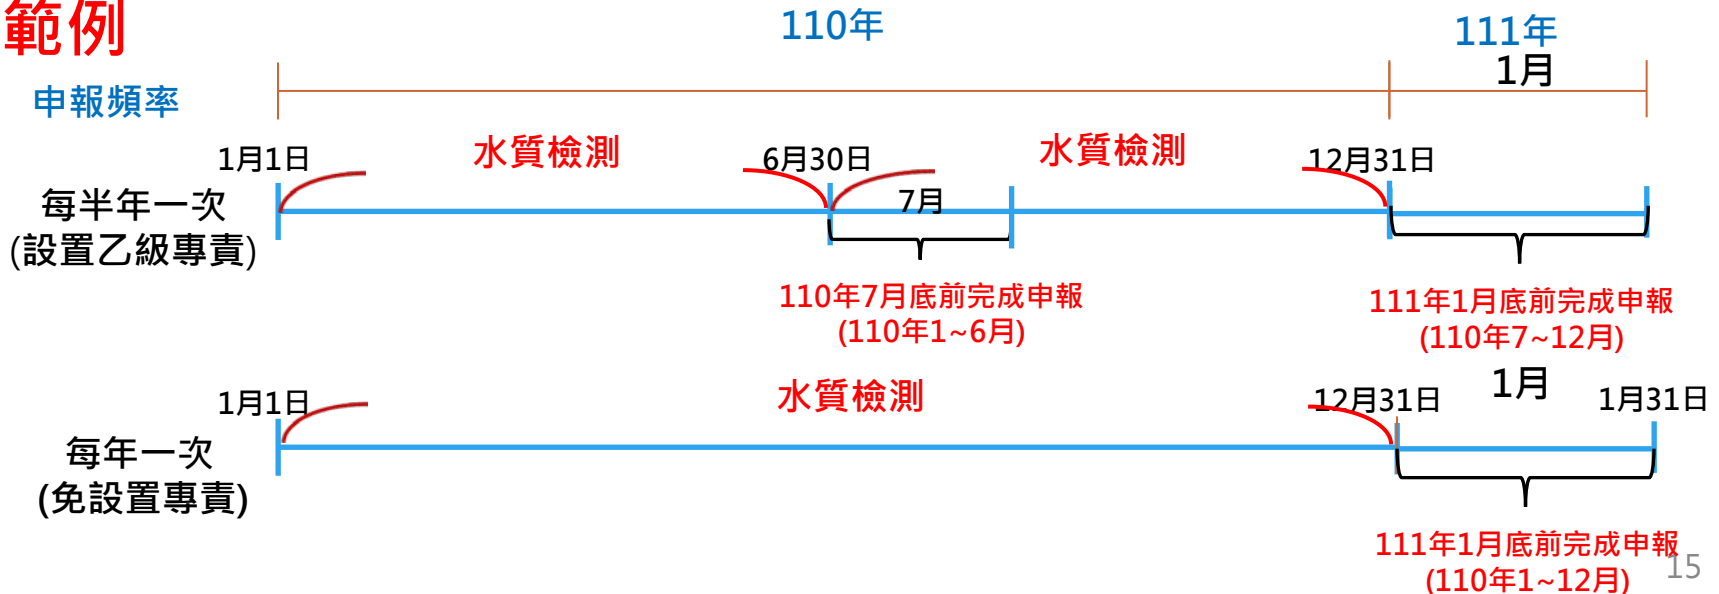 範例
110年
111年
1月
申報頻率
1月1日
水質檢測
6月30日
水質檢測
12月31日
7月
每半年一次
(設置乙級專責)
110年7月底前完成申報
(110年1~6月)
111年1月底前完成申報
(110年7~12月)
1月1日
水質檢測
12月31日
1月
1月31日
每年一次
(免設置專責)
111年1月底前完成申報
(110年1~12月)
15